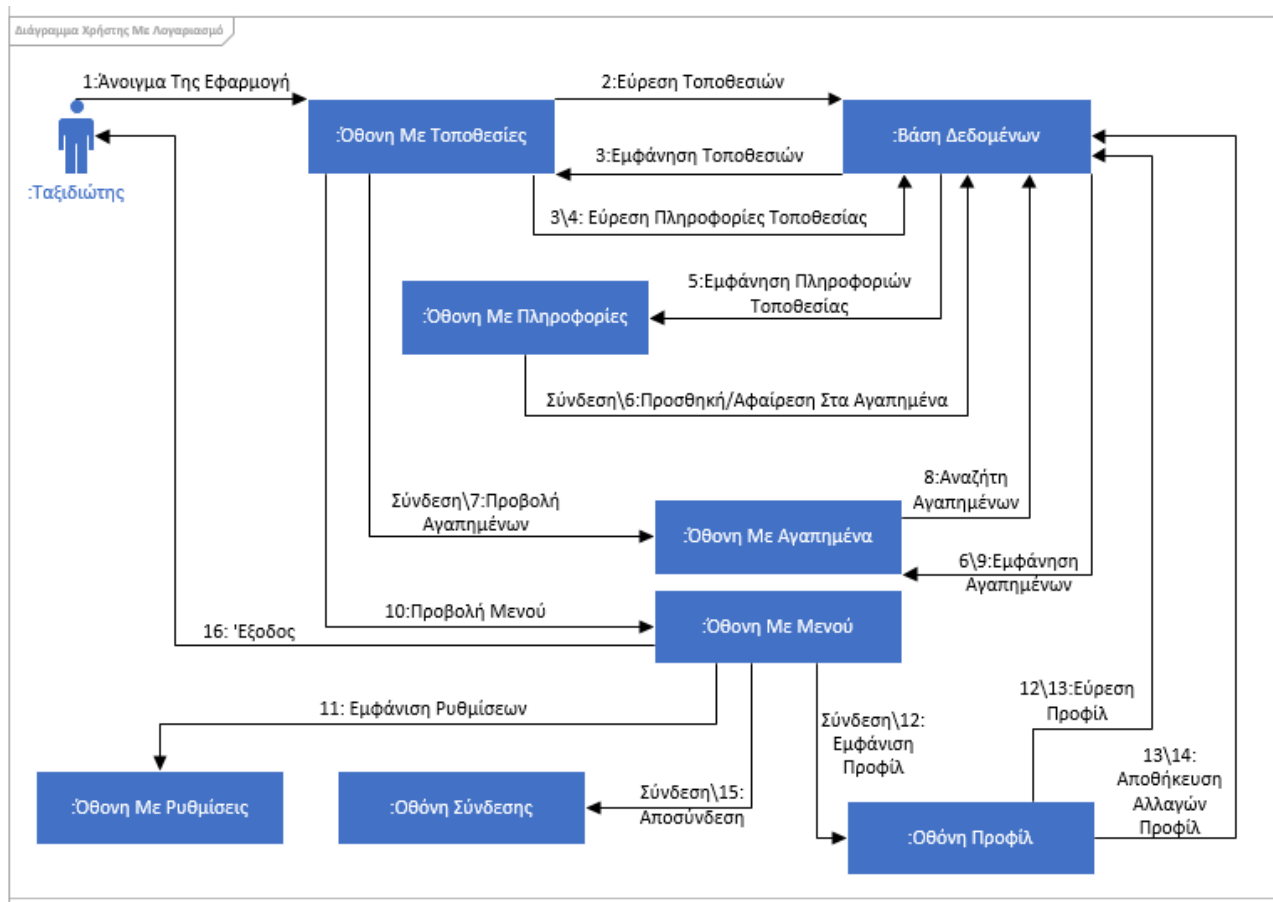 Διάγραμμα Χρήστης Με Λογαριασμό
1:Άνοιγμα Της Εφαρμογή
2:Εύρεση Τοποθεσιών
:Όθονη Με Τοποθεσίες
:Βάση Δεδομένων
3:Εμφάνηση Τοποθεσιών
:Ταξιδιώτης
3\4: Εύρεση Πληροφορίες Τοποθεσίας
5:Εμφάνηση Πληροφοριών
Τοποθεσίας
:Όθονη Με Πληροφορίες
Σύνδεση\6:Προσθηκή/Αφαίρεση Στα Αγαπημένα
Σύνδεση\7:Προβολή
Αγαπημένων
8:Αναζήτη
Αγαπημένων
:Όθονη Με Αγαπημένα
6\9:Εμφάνηση
Αγαπημένων
10:Προβολή Μενού
:Όθονη Με Μενού
16: 'Εξοδος
11: Εμφάνιση Ρυθμίσεων
Σύνδεση\12:
Εμφάνιση
Προφίλ
12\13:Εύρεση
Προφίλ
13\14:
Αποθήκευση
Αλλαγών
Προφίλ
:Όθονη Με Ρυθμίσεις
:Οθόνη Σύνδεσης
Σύνδεση\15:
Αποσύνδεση
:Οθόνη Προφίλ